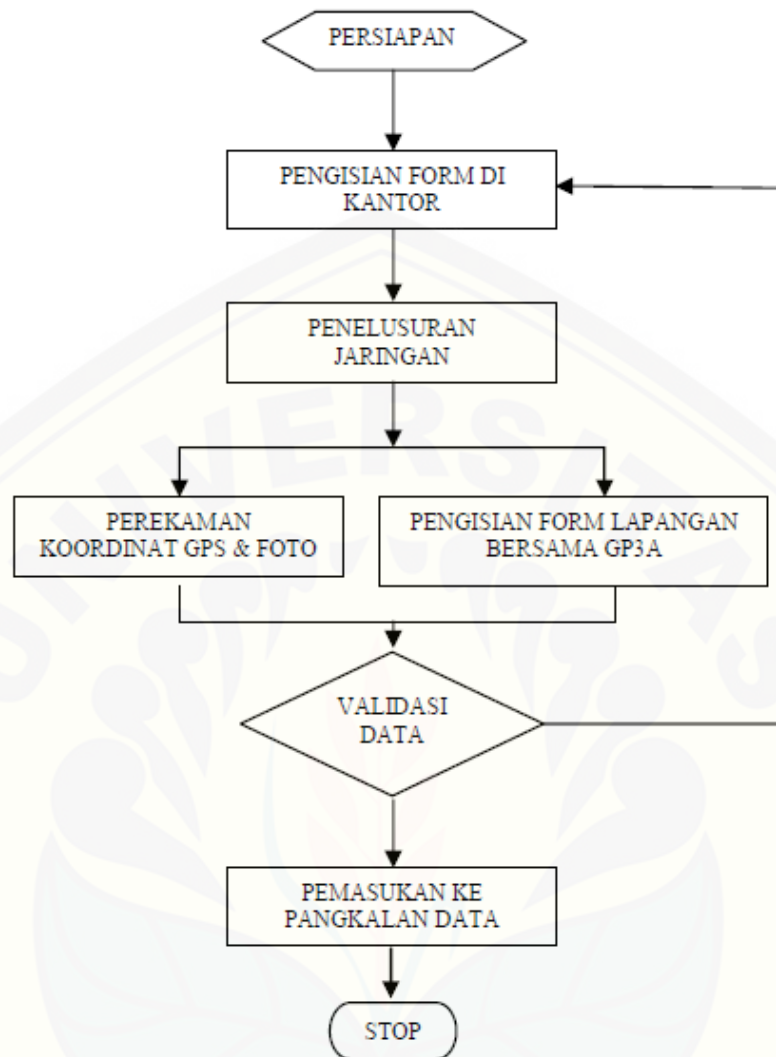 PERSIAPAN
PENGISIAN FORM DI
KANTOR
PENELUSURAN
JARINGAN
UNIVERSITAS
PEREKAMAN
KOORDINAT GPS & FOTO
PENGISIAN FORM LAPANGAN
BERSAMA GP3A
VALIDASI
DATA
PEMASUKAN KE
PANGKALAN DATA
STOP